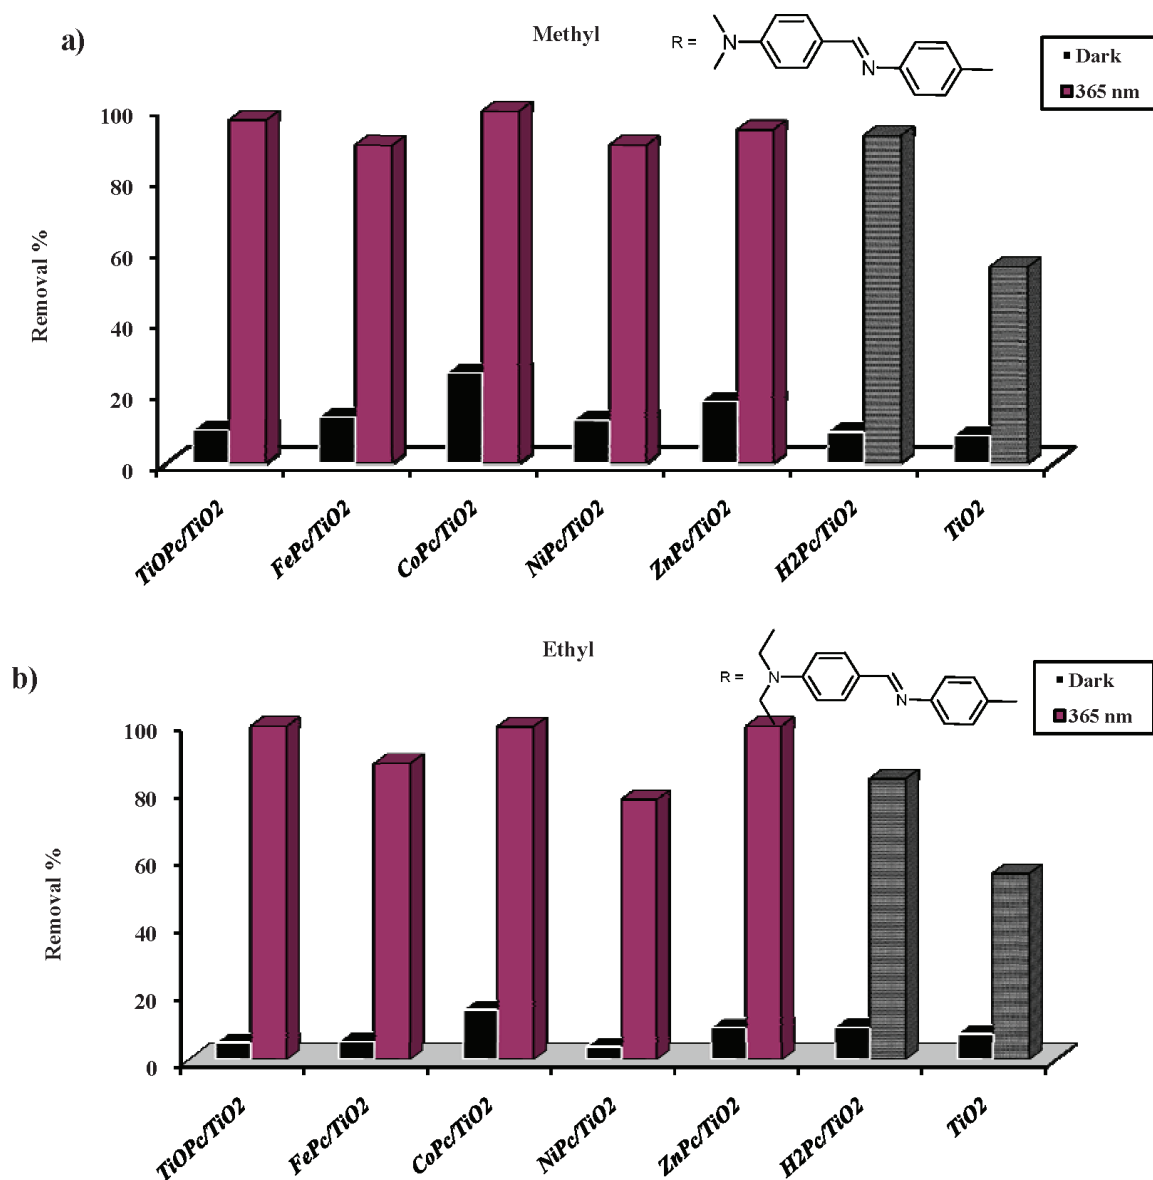 a)
Methyl
R =
N
N
Dark
365 nm
Removal %
100
80
60
40
20
0
TiOPc/TiO2
FePc/TiO2
CoPc/TiO2
NiPc/TiO2
ZnPc/TiO2
H2Pc/TiO2
TiO2
b)
Ethyl
R =
N
N
Dark
365 nm
Removal %
100
80
60
40
20
0
TiOPc/TiO2
FePc/TiO2
CoPc/TiO2
NiPc/TiO2
ZnPc/TiO2
H2Pc/TiO2
TiO2